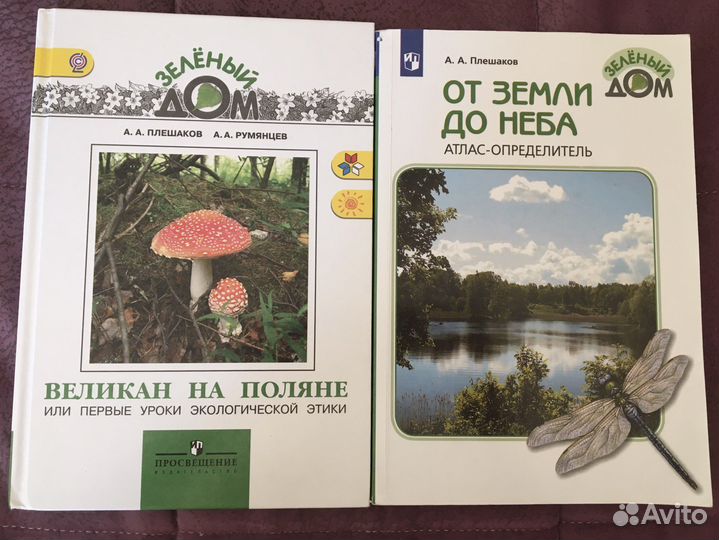 ЗЕЛЁНЫЙ
ДОМ
А. А. ПЛЕШАКОВ А. А. РУМЯНЦЕВ
ВЕЛИКАН НА ПОЛЯНЕ
ИЛИ ПЕРВЫЕ УРОКИ ЭКОЛОГИЧЕСКОЙ ЭТИКИ
ПРОСВЕЩЕНИЕ
ИЗДАТЕЛЬСТВО
А. А. Плешаков
ЗЕЛЁНЫЙ
ДОМ
ОТ ЗЕМЛИ
ДО НЕБА
АТЛАС-ОПРЕДЕЛИТЕЛЬ
Avito